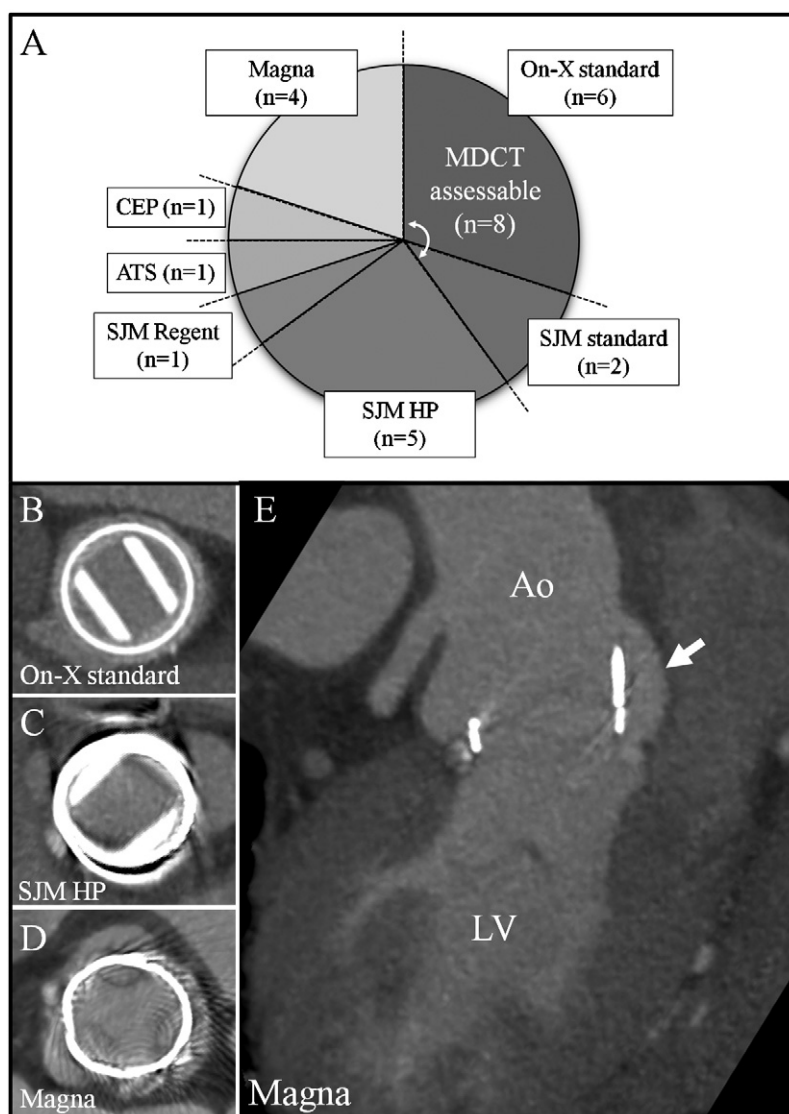 A
Magna
(n=4)
On-X standard
(n=6)
MDCT
assessable
(n=8)
CEP (n=1)
ATS (n=1)
SJM Regent
(n=1)
SJM standard
(n=2)
SJM HP
(n=5)
B
On-X standard
C
SJM HP
D
Magna
E
Ao
LV
Magna